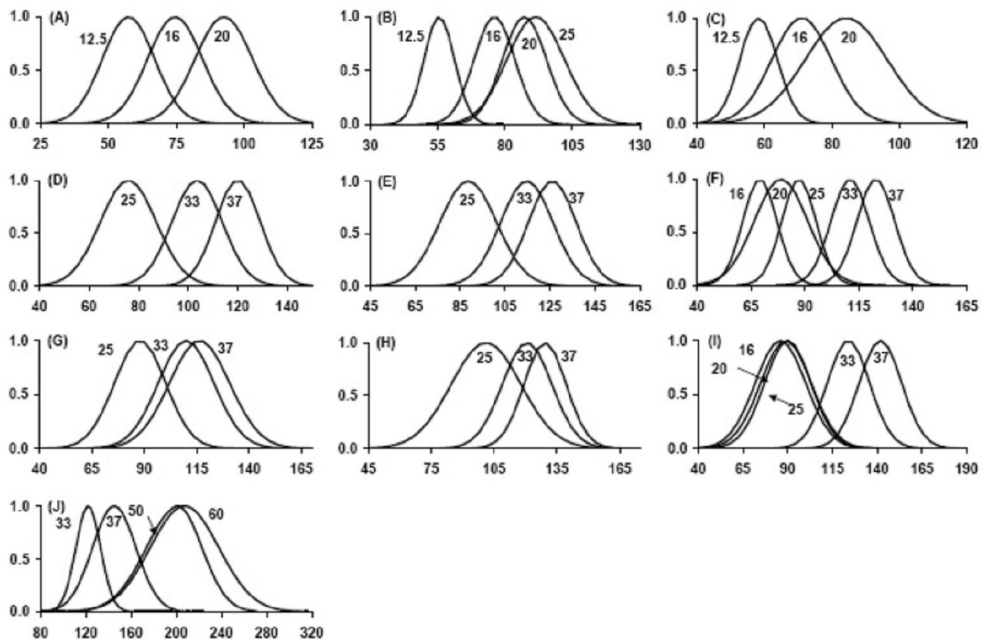 1.0 (A) 12.5 16 20
0.5
0.0
25 50 75 100 125
1.0 (B) 12.5 16 20 25
0.5
0.0
30 55 80 105 130
1.0 (C) 12.5 16 20
0.5
0.0
40 60 80 100 120
1.0 (D) 25 33 37
0.5
0.0
40 60 80 100 120 140
1.0 (E) 25 33 37
0.5
0.0
45 65 85 105 125 145 165
1.0 (F) 16 20 25 33 37
0.5
0.0
40 65 90 115 140 165
1.0 (G) 25 33 37
0.5
0.0
40 65 90 115 140 165
1.0 (H) 25 33 37
0.5
0.0
45 75 105 135 165
1.0 (I) 16 20 25 33 37
0.5
0.0
40 65 90 115 140 165 190
1.0 (J) 33 37 50 60
0.5
0.0
80 120 160 200 240 280 320